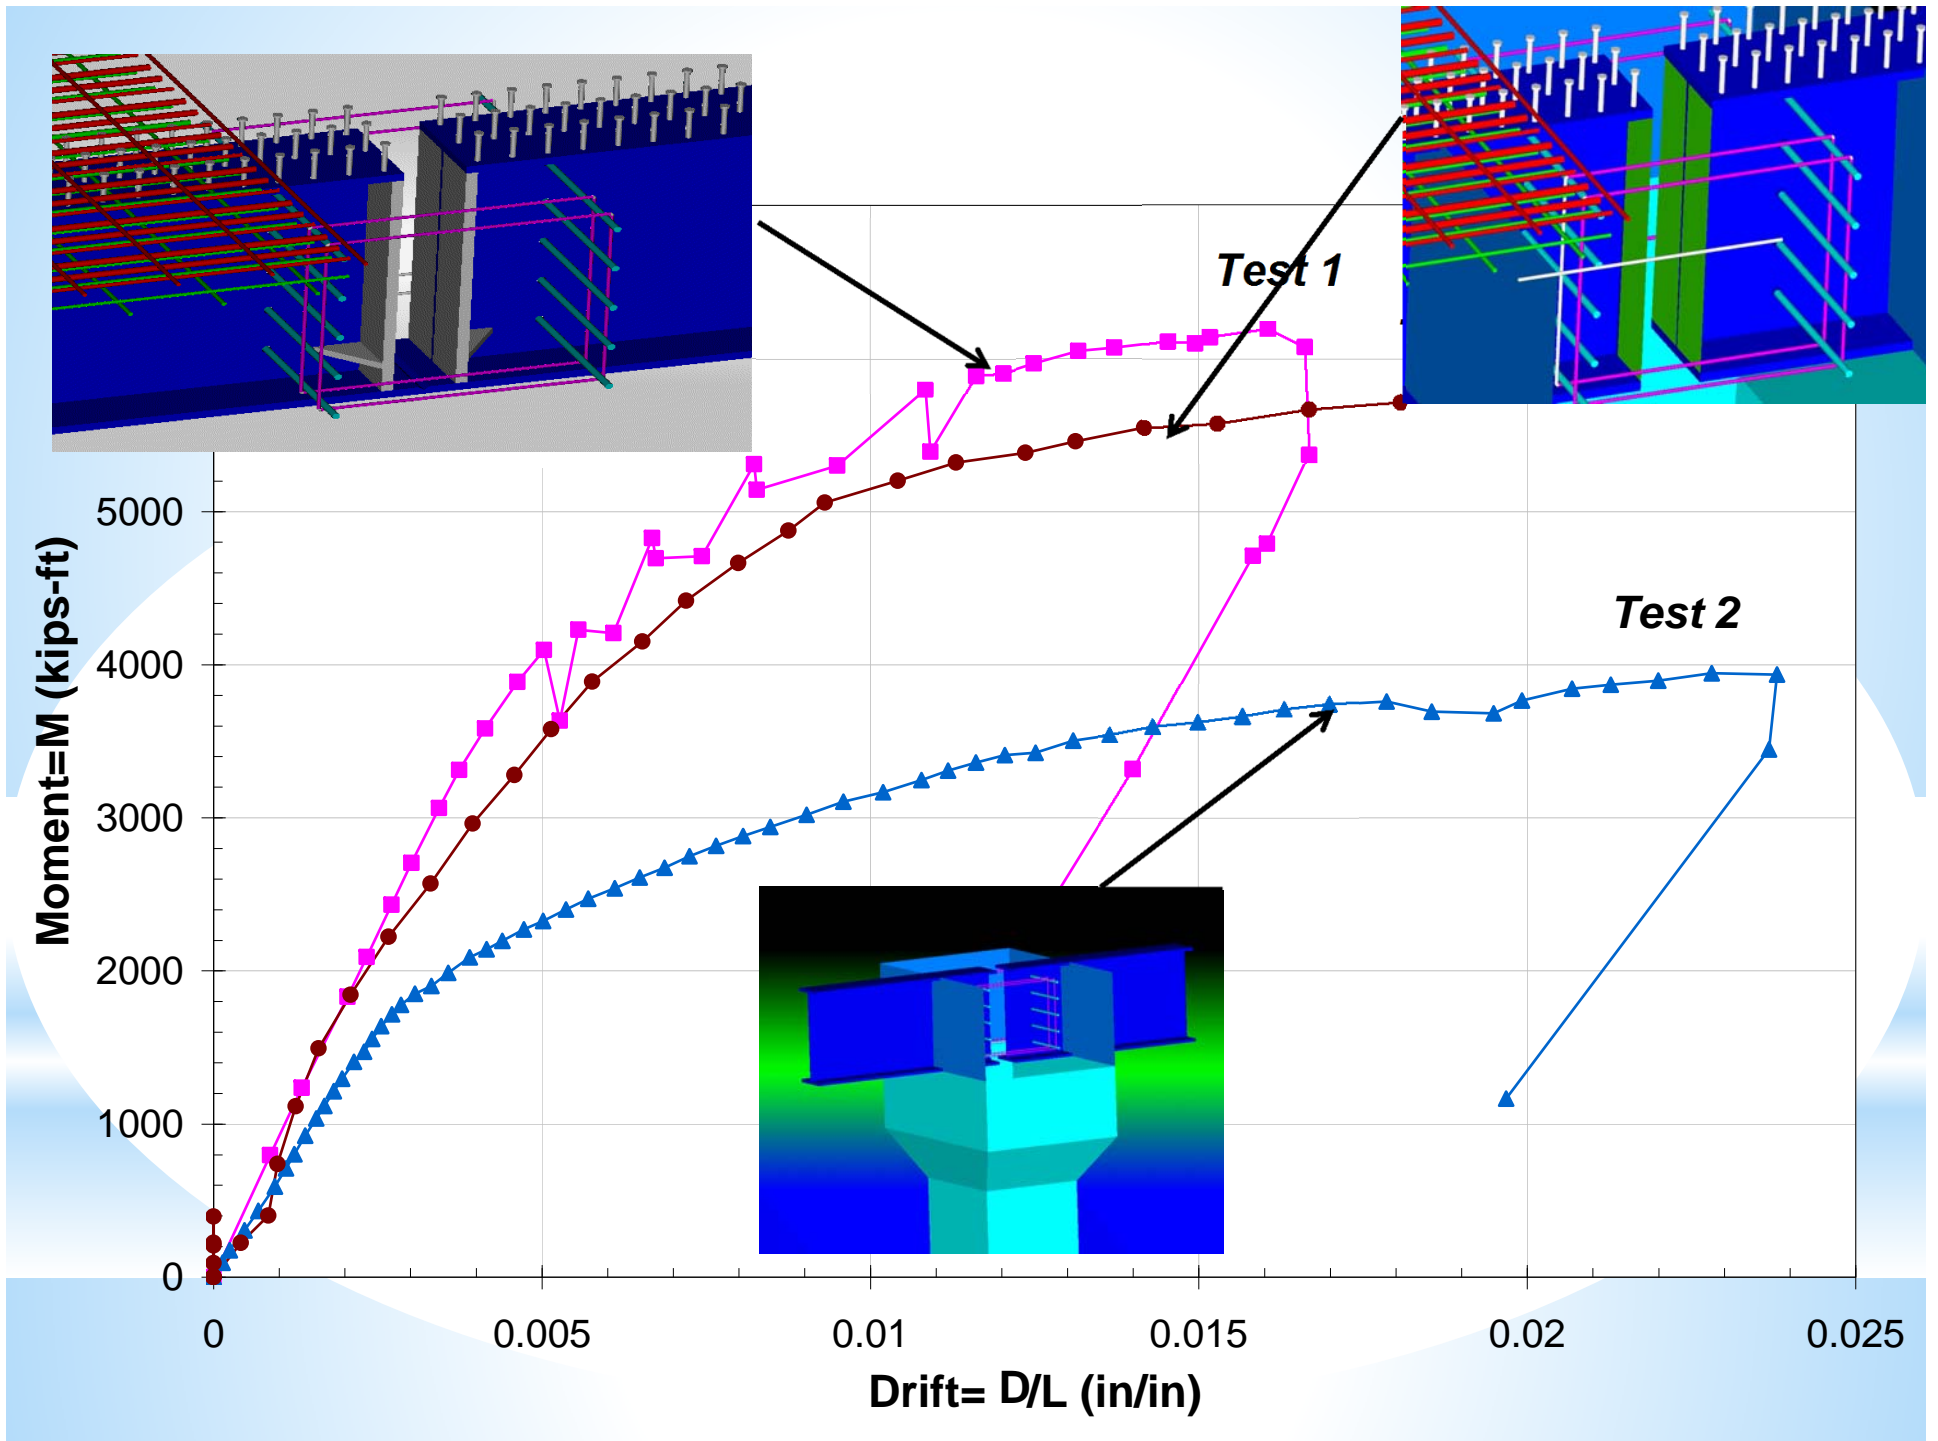 Test 1
5000
Test 2
4000
Moment=M (kips-ft)
3000
2000
1000
0
0 0.005 0.01 0.015 0.02 0.025
Drift= D/L (in/in)